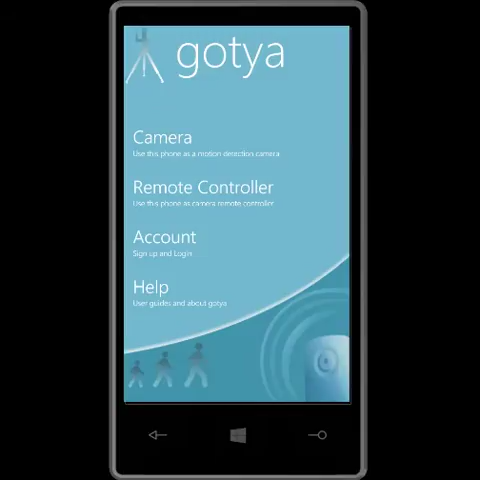 gotya
Camera
Use this phone as a motion detection camera
Remote Controller
Use this phone as camera remote controller
Account
Sign up and Login
Help
User guides and about gotya